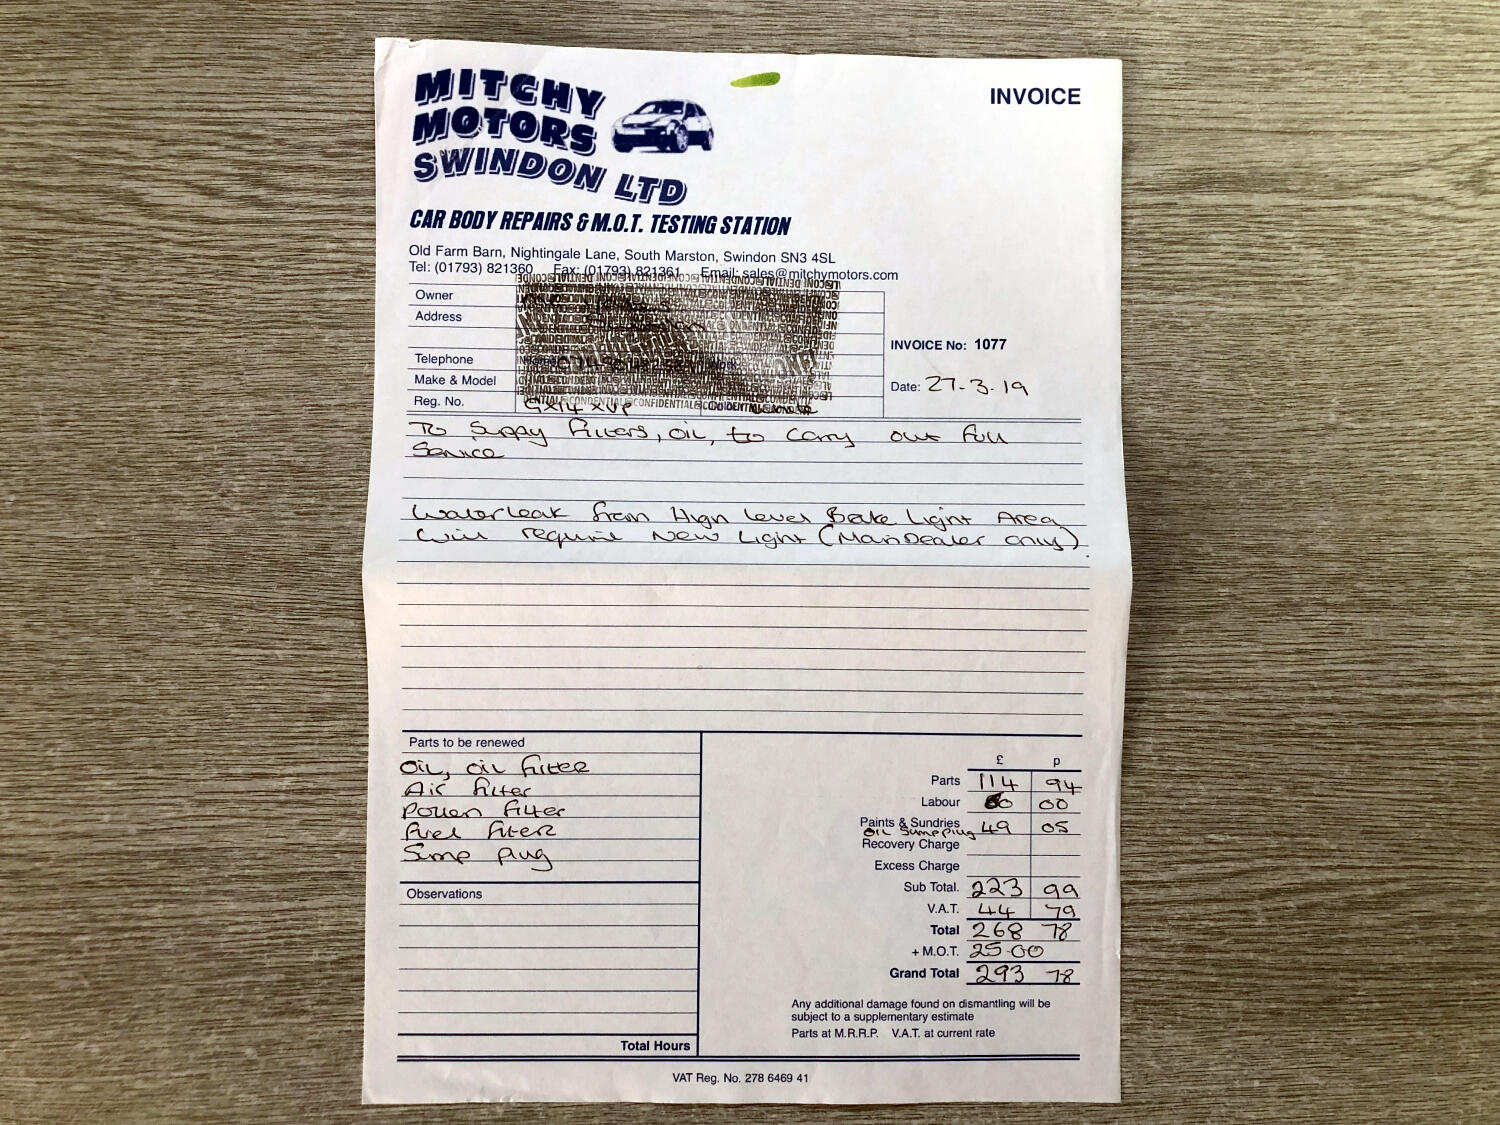 MITCHY
MOTORS
SWINDON LTD
INVOICE
CAR BODY REPAIRS & M.O.T. TESTING STATION
Old Farm Barn, Nightingale Lane, South Marston, Swindon SN3 4SL
Tel: (01793) 821360 Fax: (01793) 821361 Email: sales@mitchymotors.com
Owner
Address
Telephone
Make & Model
Reg. No.
INVOICE No: 1077
Date: 27-3-19
To Supply Filters, oil, to carry out full
Service
Water leak from High Level Brake Light Area
Will require New Light (Main Dealer only).
Parts to be renewed
Oil, oil filter
Air filter
Pollen filter
fuel filter
Sump plug
Observations
Total Hours
£ p
Parts 114 94
Labour 60 00
Paints & Sundries 49 05
Oil Sump plug
Recovery Charge
Excess Charge
Sub Total. 223 99
V.A.T. 44 79
Total 268 78
+ M.O.T. 25-00
Grand Total 293 78
Any additional damage found on dismantling will be
subject to a supplementary estimate
Parts at M.R.R.P. V.A.T. at current rate
VAT Reg. No. 278 6469 41